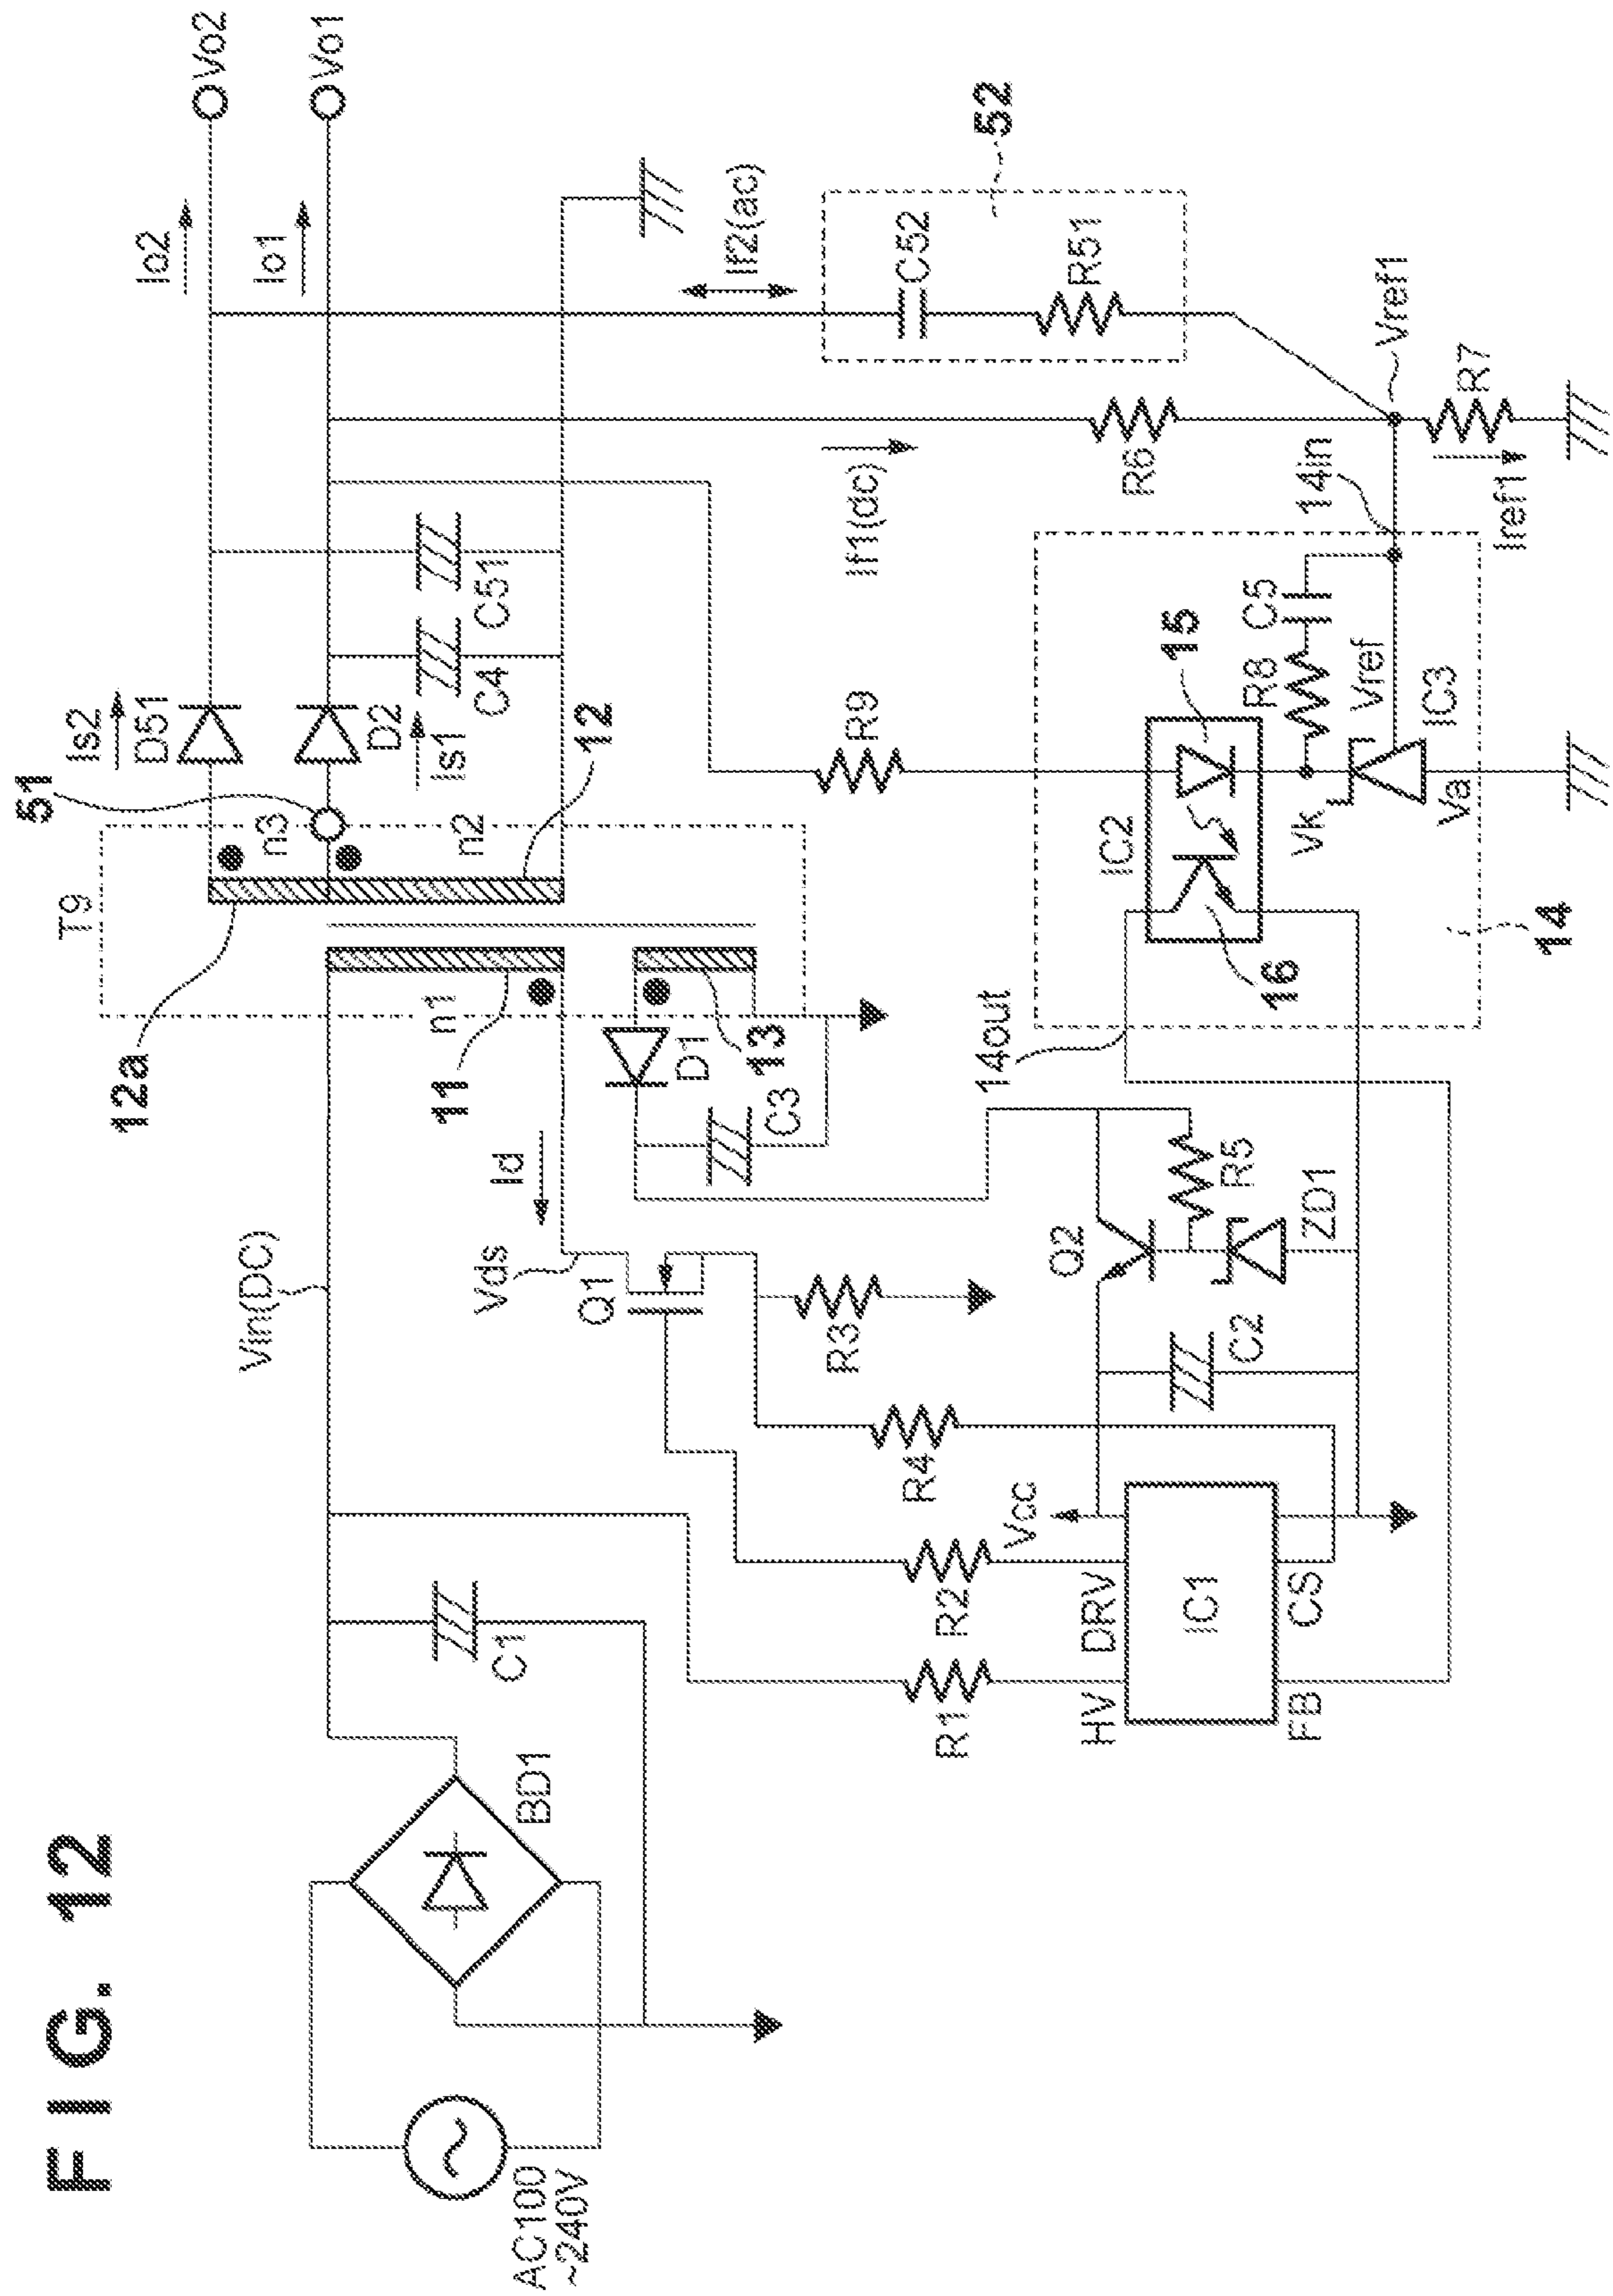 FIG. 12
AC100
~240V
BD1
C1
Vin(DC)
12a
T9
51
n3
n2
n1
11
12
13
Is2
D51
D2
Is1
C4
C51
Io2
Io1
Vo2
Vo1
Id
Vds
Q1
D1
C3
R3
R4
R1
R2
HV
DRV
Vcc
IC1
FB
CS
C2
Q2
R5
ZD1
14out
IC2
15
16
14
R9
Vk
Va
R8
C5
Vref
IC3
14in
If1(dc)
If2(ac)
R6
52
C52
R51
Vref1
R7
Iref1